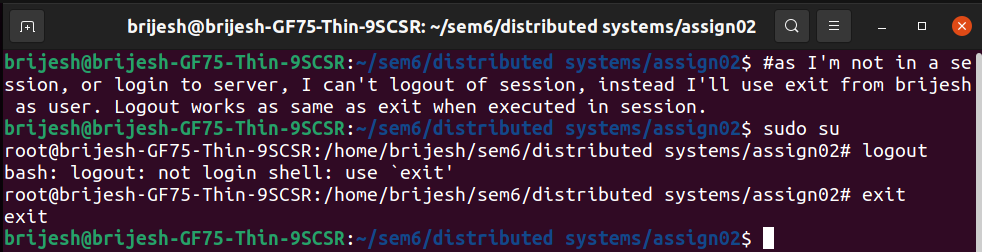 brijesh@brijesh-GF75-Thin-9SCSR: ~/sem6/distributed systems/assign02
brijesh@brijesh-GF75-Thin-9SCSR:~/sem6/distributed systems/assign02$ #as I'm not in a se
ssion, or login to server, I can't logout of session, instead I'll use exit from brijesh
 as user. Logout works as same as exit when executed in session.
brijesh@brijesh-GF75-Thin-9SCSR:~/sem6/distributed systems/assign02$ sudo su
root@brijesh-GF75-Thin-9SCSR:/home/brijesh/sem6/distributed systems/assign02# logout
bash: logout: not login shell: use `exit'
root@brijesh-GF75-Thin-9SCSR:/home/brijesh/sem6/distributed systems/assign02# exit
exit
brijesh@brijesh-GF75-Thin-9SCSR:~/sem6/distributed systems/assign02$